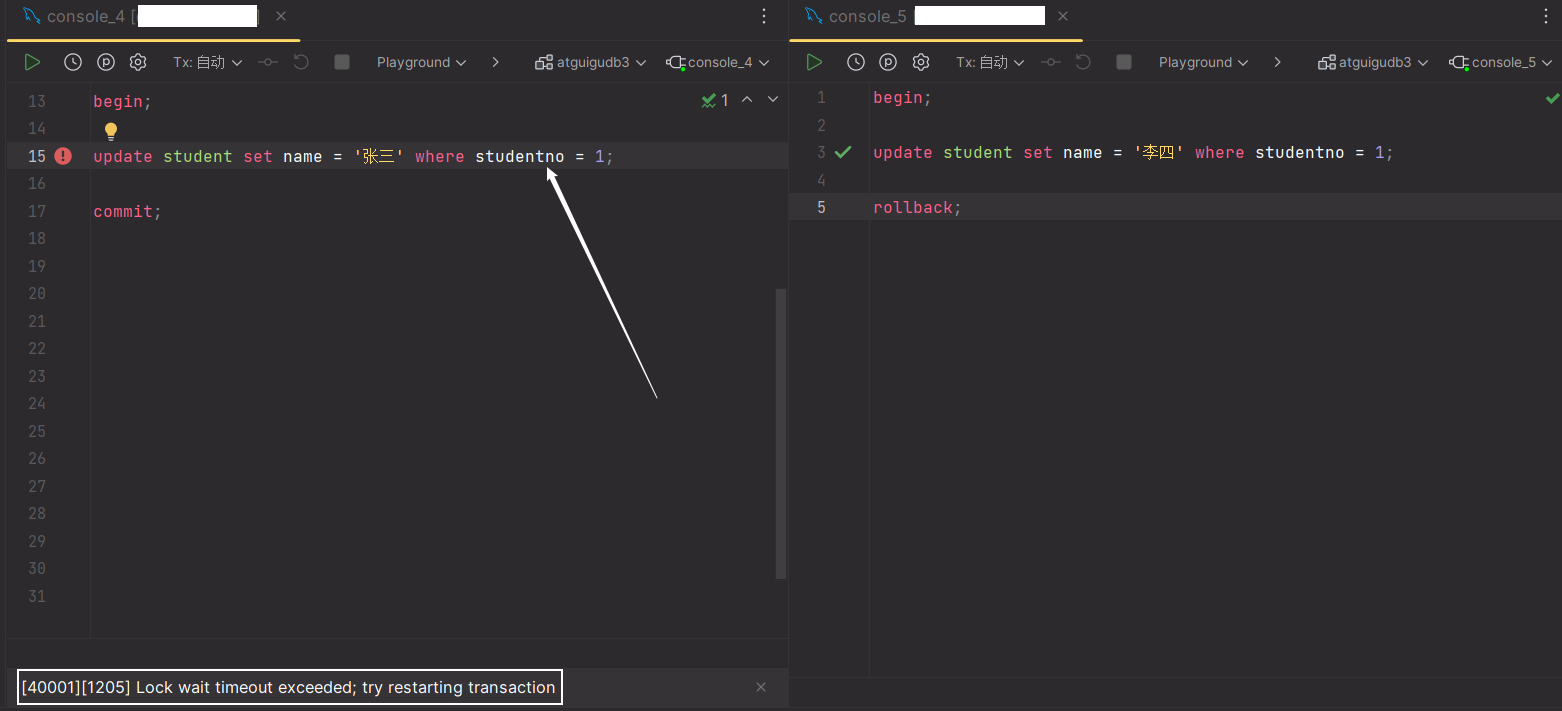 console_4 [ ]
console_5
Tx: 自动 Playground atguigudb3 console_4
Tx: 自动 Playground atguigudb3 console_5
13 begin; 1
14
15 update student set name = '张三' where studentno = 1;
16
17 commit;
18
19
20
21
22
23
24
25
26
27
28
29
30
31
1 begin;
2
3 update student set name = '李四' where studentno = 1;
4
5 rollback;
[40001][1205] Lock wait timeout exceeded; try restarting transaction